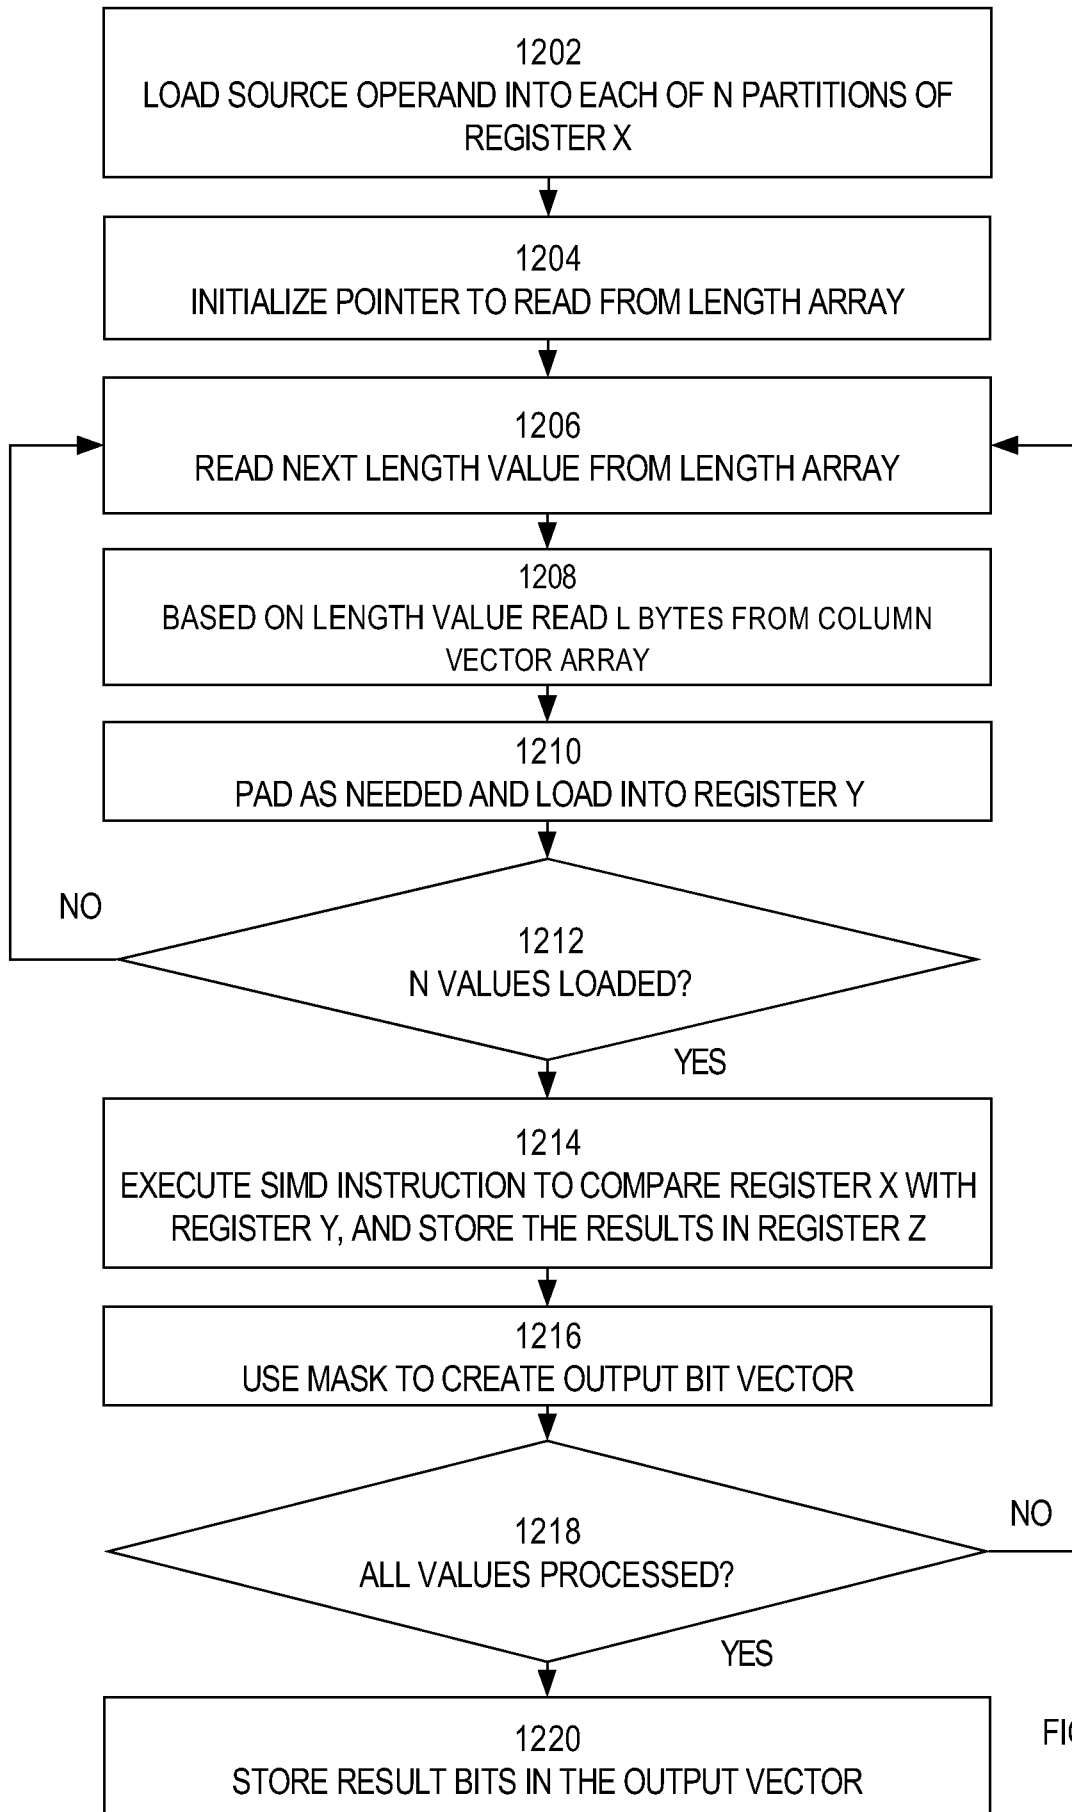 1202
LOAD SOURCE OPERAND INTO EACH OF N PARTITIONS OF
REGISTER X
1204
INITIALIZE POINTER TO READ FROM LENGTH ARRAY
1206
READ NEXT LENGTH VALUE FROM LENGTH ARRAY
1208
BASED ON LENGTH VALUE READ L BYTES FROM COLUMN
VECTOR ARRAY
1210
PAD AS NEEDED AND LOAD INTO REGISTER Y
NO
1212
N VALUES LOADED?
YES
1214
EXECUTE SIMD INSTRUCTION TO COMPARE REGISTER X WITH
REGISTER Y, AND STORE THE RESULTS IN REGISTER Z
1216
USE MASK TO CREATE OUTPUT BIT VECTOR
NO
1218
ALL VALUES PROCESSED?
YES
1220
STORE RESULT BITS IN THE OUTPUT VECTOR